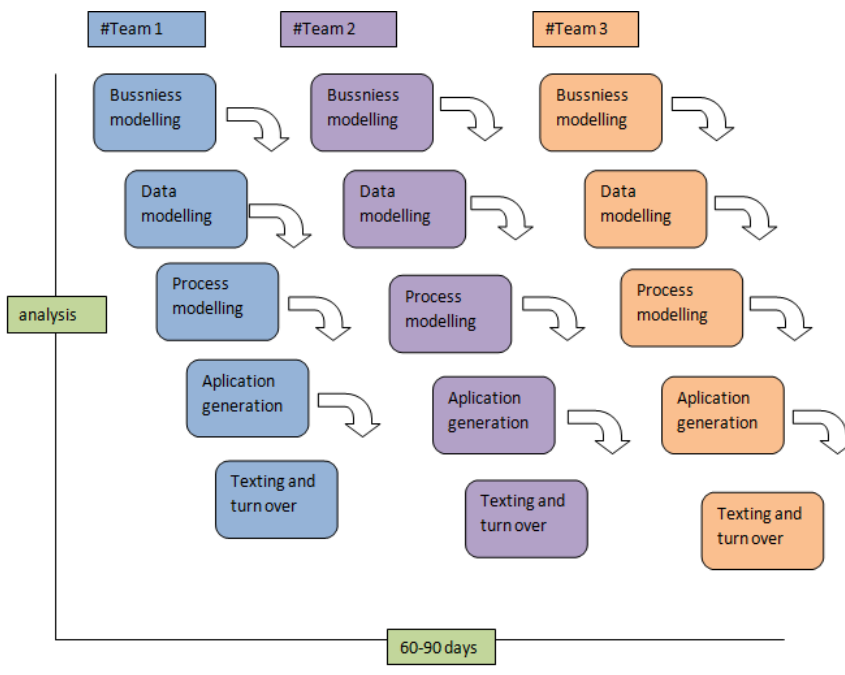 #Team 1
#Team 2
#Team 3
Bussniess
modelling
Bussniess
modelling
Bussniess
modelling
Data
modelling
Data
modelling
Data
modelling
Process
modelling
Process
modelling
Process
modelling
analysis
Aplication
generation
Aplication
generation
Aplication
generation
Texting and
turn over
Texting and
turn over
Texting and
turn over
60-90 days